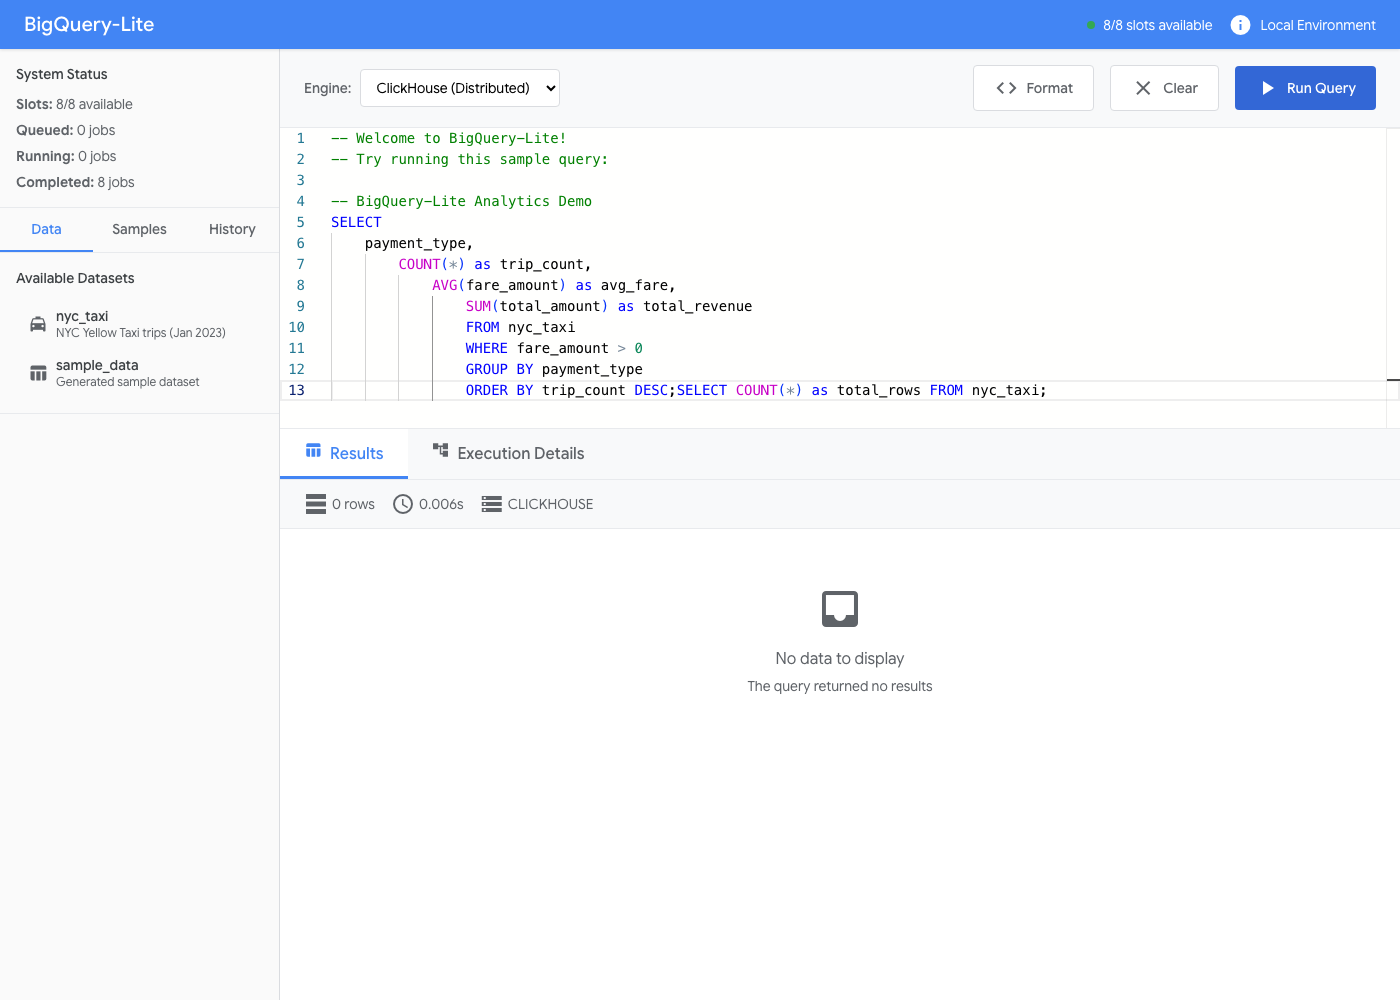 BigQuery-Lite
8/8 slots available
Local Environment
System Status
Slots: 8/8 available
Queued: 0 jobs
Running: 0 jobs
Completed: 8 jobs
Data
Samples
History
Available Datasets
nyc_taxi
NYC Yellow Taxi trips (Jan 2023)
sample_data
Generated sample dataset
Engine:
ClickHouse (Distributed)
Format
Clear
Run Query
1 -- Welcome to BigQuery-Lite!
2 -- Try running this sample query:
3
4 -- BigQuery-Lite Analytics Demo
5 SELECT
6 payment_type,
7 COUNT(*) as trip_count,
8 AVG(fare_amount) as avg_fare,
9 SUM(total_amount) as total_revenue
10 FROM nyc_taxi
11 WHERE fare_amount > 0
12 GROUP BY payment_type
13 ORDER BY trip_count DESC;SELECT COUNT(*) as total_rows FROM nyc_taxi;
Results
Execution Details
0 rows
0.006s
CLICKHOUSE
No data to display
The query returned no results